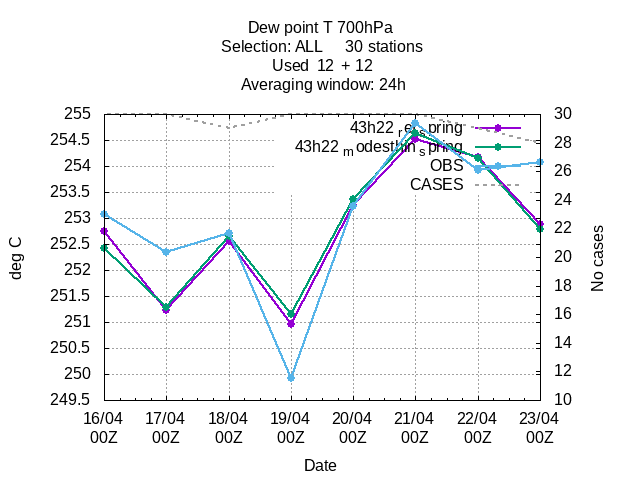 Dew point T 700hPa
Selection: ALL 30 stations
Used 12 + 12
Averaging window: 24h
deg C
255
254.5
254
253.5
253
252.5
252
251.5
251
250.5
250
249.5
43h22 pring
43h22 m pring
OBS
CASES
30
28
26
24
22
20
18
16
14
12
10
No cases
16/04 17/04 18/04 19/04 20/04 21/04 22/04 23/04
00Z 00Z 00Z 00Z 00Z 00Z 00Z 00Z
Date